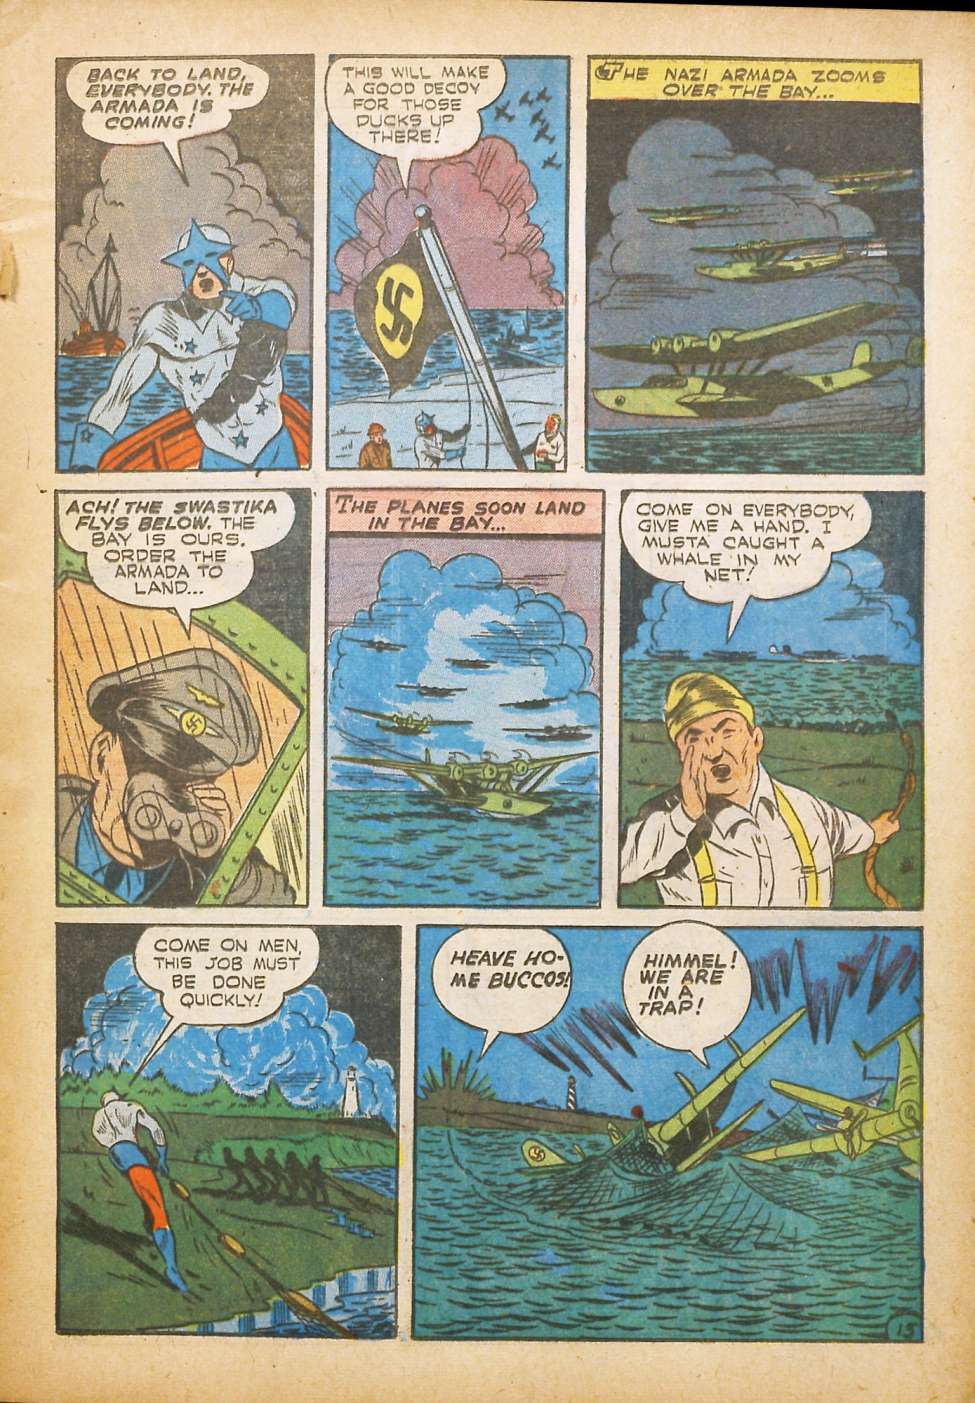 BACK TO LAND,
EVERYBODY. THE
ARMADA IS
COMING!
THIS WILL MAKE
A GOOD DECOY
FOR THOSE
DUCKS UP
THERE!
THE NAZI ARMADA ZOOMS
OVER THE BAY...
ACH! THE SWASTIKA
FLYS BELOW. THE
BAY IS OURS.
ORDER THE
ARMADA TO
LAND...
THE PLANES SOON LAND
IN THE BAY...
COME ON EVERYBODY,
GIVE ME A HAND. I
MUSTA CAUGHT A
WHALE IN MY
NET!
COME ON MEN,
THIS JOB MUST
BE DONE
QUICKLY!
HEAVE HO-
ME BUCCOS!
HIMMEL!
WE ARE
IN A
TRAP!
15